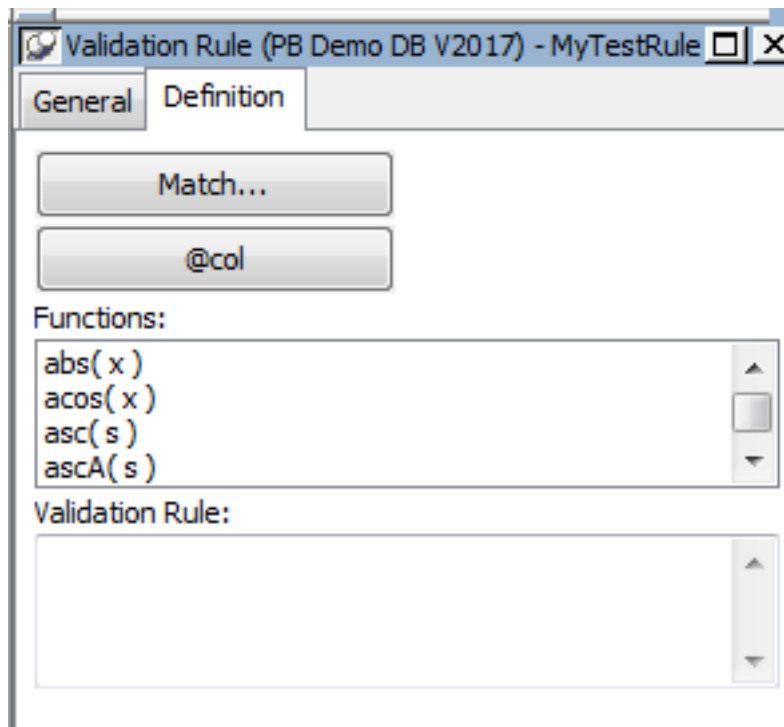 Validation Rule (PB Demo DB V2017) - MyTestRule
General Definition
Match...
@col
Functions:
abs( x )
acos( x )
asc( s )
ascA( s )
Validation Rule: